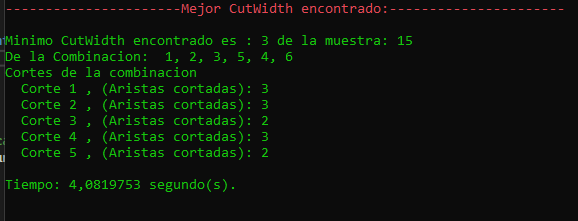 ----------------------Mejor CutWidth encontrado:----------------------
Minimo CutWidth encontrado es : 3 de la muestra: 15
De la Combinacion:  1, 2, 3, 5, 4, 6
Cortes de la combinacion
  Corte 1 , (Aristas cortadas): 3
  Corte 2 , (Aristas cortadas): 3
  Corte 3 , (Aristas cortadas): 2
  Corte 4 , (Aristas cortadas): 3
  Corte 5 , (Aristas cortadas): 2
Tiempo: 4,0819753 segundo(s).